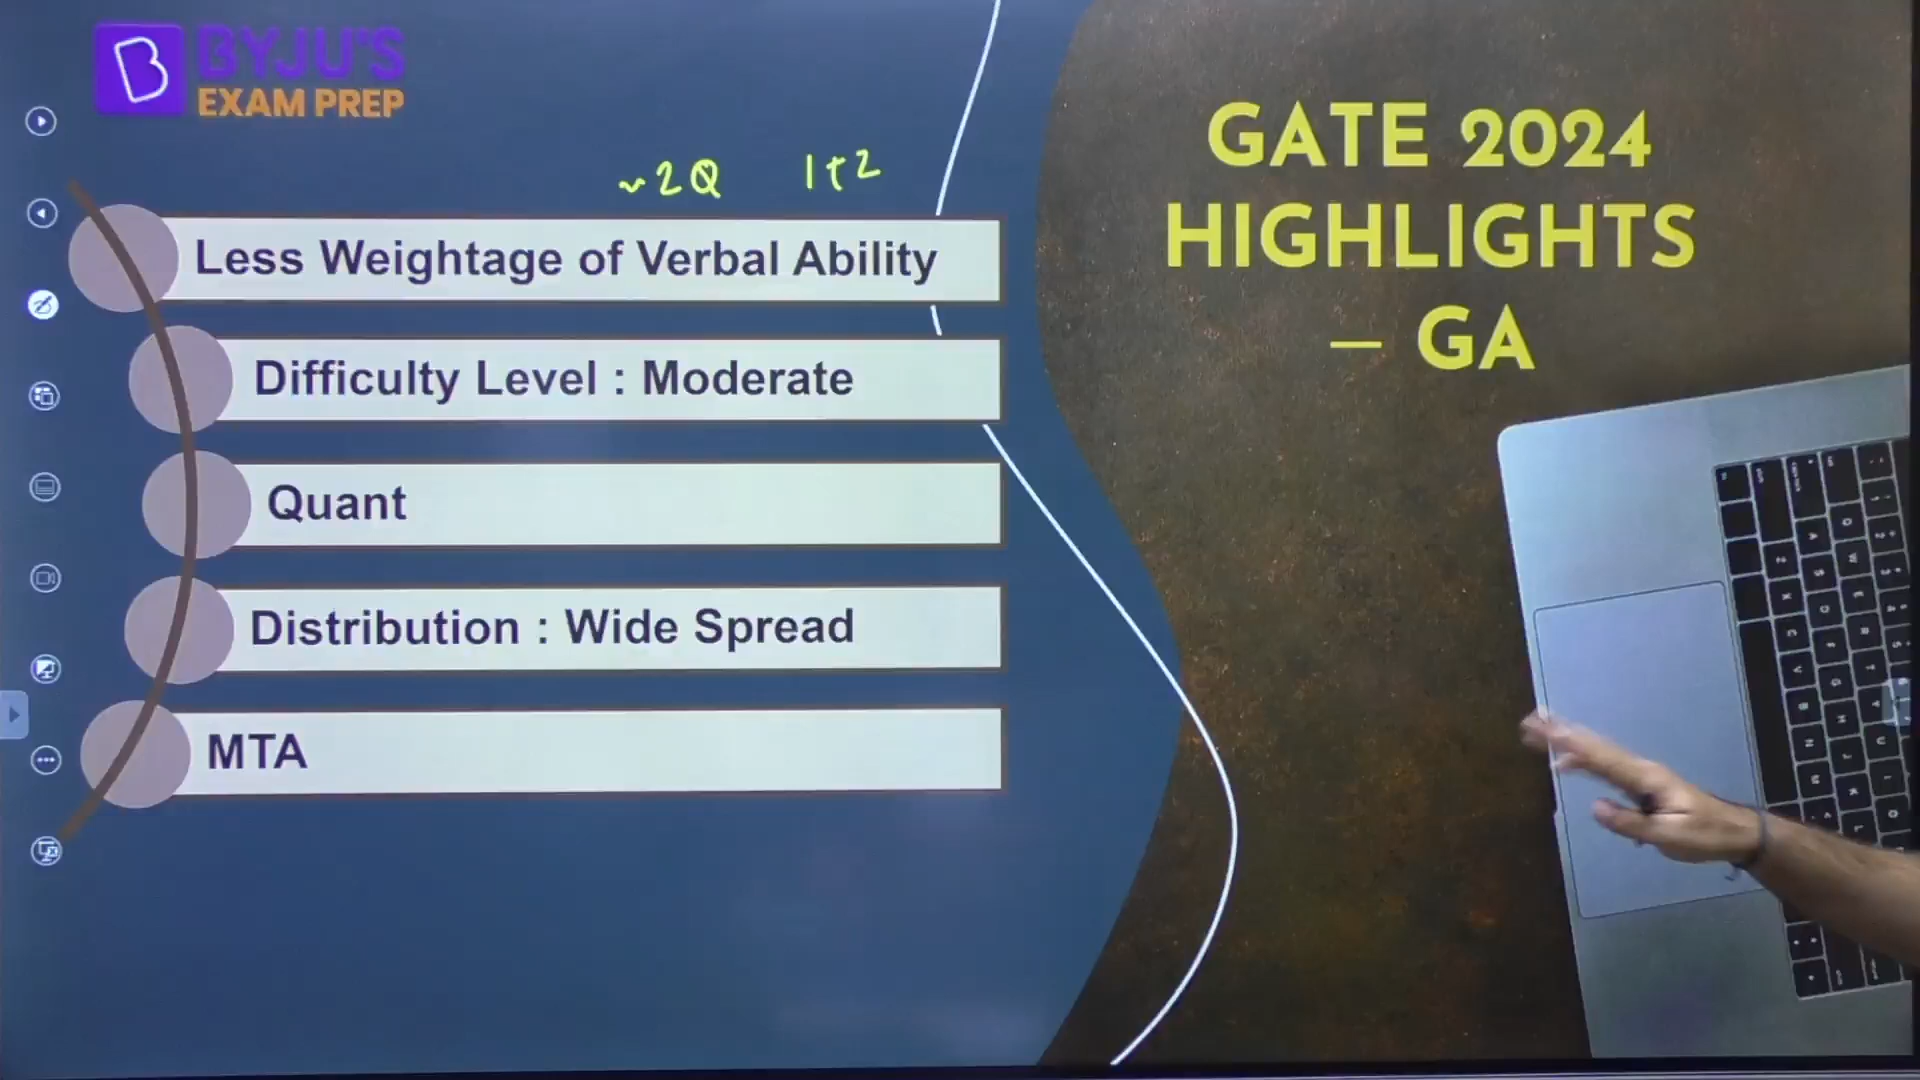 BYJU'S
EXAM PREP
~2Q 1+2
Less Weightage of Verbal Ability
Difficulty Level : Moderate
Quant
Distribution : Wide Spread
MTA
GATE 2024
HIGHLIGHTS
– GA